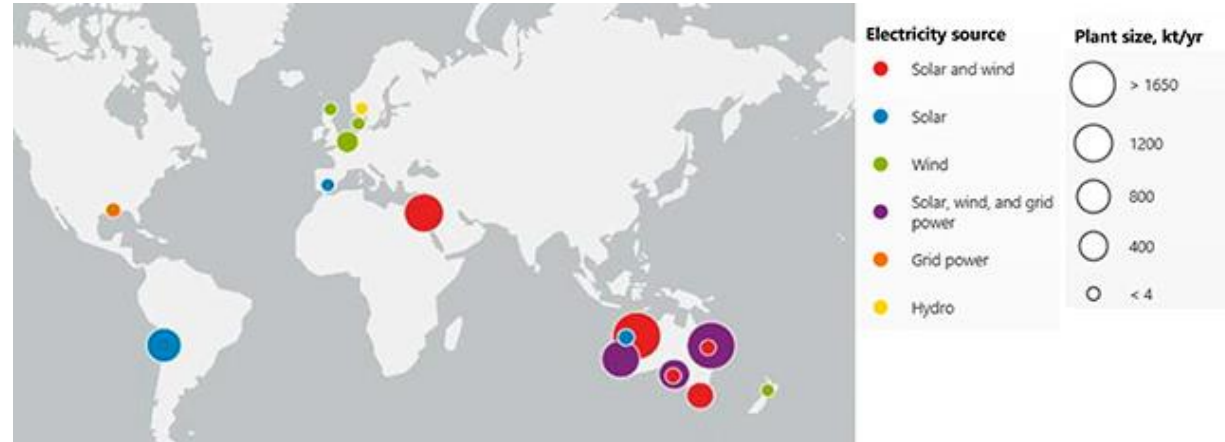 Electricity source
Solar and wind
Solar
Wind
Solar, wind, and grid
power
Grid power
Hydro
Plant size, kt/yr
> 1650
1200
800
400
< 4